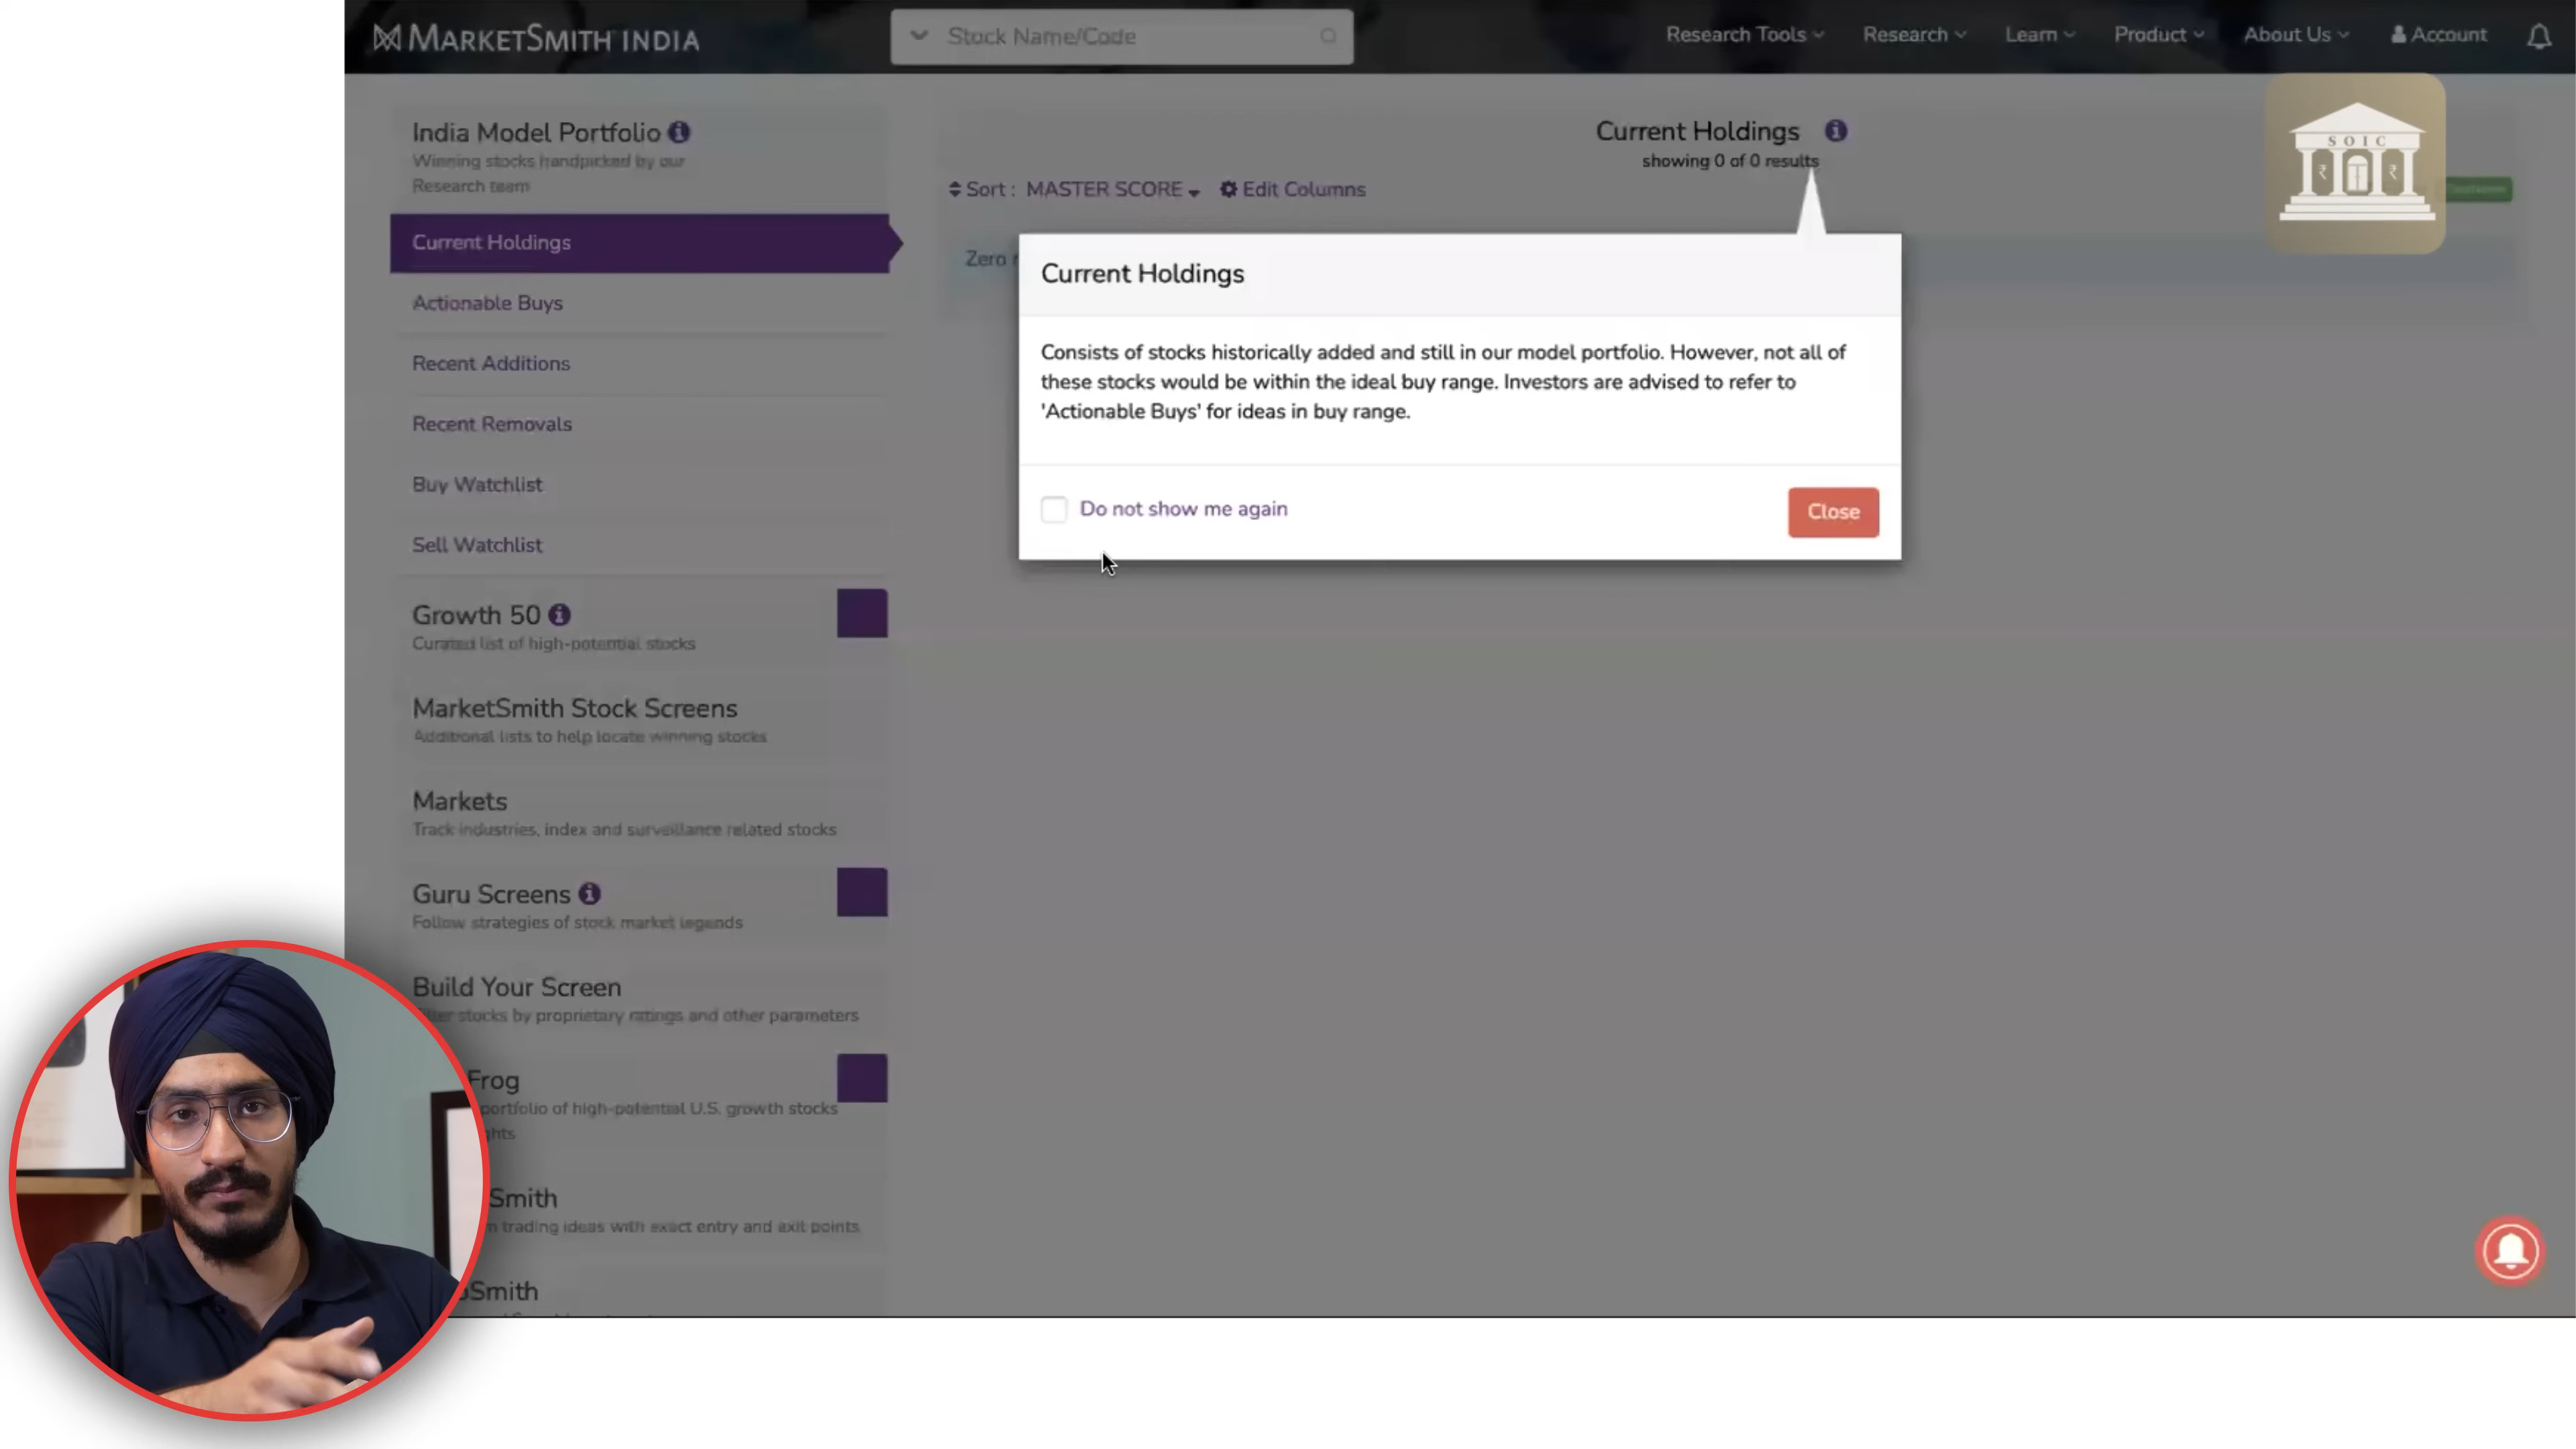 MARKETSMITH INDIA
Stock Name/Code
Research Tools
Research
Learn
Product
About Us
Account
SOIC
India Model Portfolio
Winning stocks handpicked by our
Research team
Current Holdings
Actionable Buys
Recent Additions
Recent Removals
Buy Watchlist
Sell Watchlist
Growth 50
Curated list of high-potential stocks
MarketSmith Stock Screens
Additional lists to help locate winning stocks
Markets
Track industries, index and surveillance related stocks
Guru Screens
Follow strategies of stock market legends
Build Your Screen
stocks by proprietary ratings and other parameters
Frog
portfolio of high-potential U.S. growth stocks
Smith
trading ideas with exact entry and exit points
Smith
Current Holdings
showing 0 of 0 results
Sort : MASTER SCORE
Edit Columns
Zero
Current Holdings
Consists of stocks historically added and still in our model portfolio. However, not all of
these stocks would be within the ideal buy range. Investors are advised to refer to
'Actionable Buys' for ideas in buy range.
Do not show me again
Close